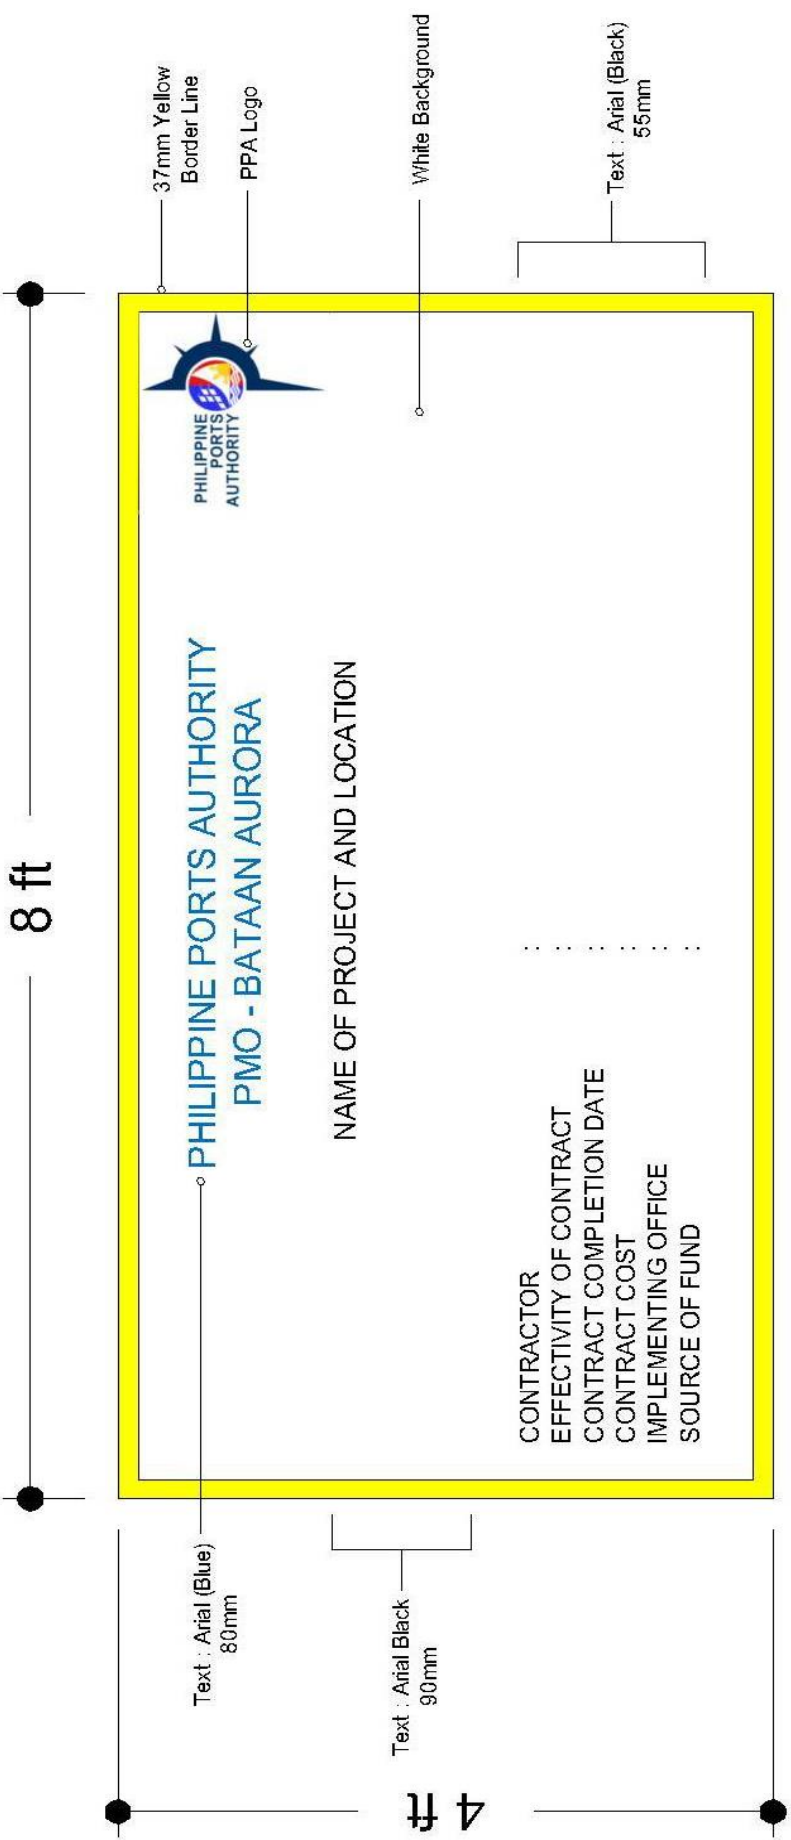 8 ft
37mm Yellow
Border Line
PPA Logo
White Background
Text : Arial (Black)
55mm
PHILIPPINE
PORTS
AUTHORITY
PHILIPPINE PORTS AUTHORITY
PMO - BATAAN AURORA
NAME OF PROJECT AND LOCATION
CONTRACTOR :
EFFECTIVITY OF CONTRACT :
CONTRACT COMPLETION DATE :
CONTRACT COST :
IMPLEMENTING OFFICE :
SOURCE OF FUND :
Text : Arial (Blue)
80mm
Text : Arial Black
90mm
4 ft